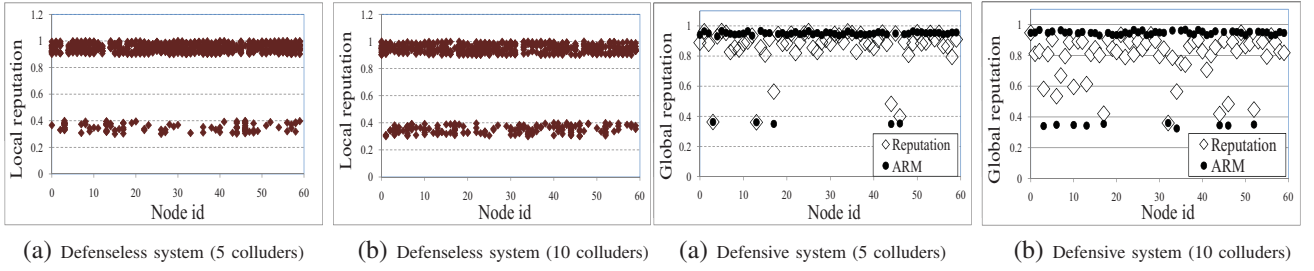 Local reputation
1.2
1
0.8
0.6
0.4
0.2
0
0 10 20 30 40 50 60
Node id
(a) Defenseless system (5 colluders)
Local reputation
1.2
1
0.8
0.6
0.4
0.2
0
0 10 20 30 40 50 60
Node id
(b) Defenseless system (10 colluders)
Global reputation
1
0.8
0.6
0.4
0.2
0
Reputation
ARM
0 10 20 30 40 50 60
Node id
(a) Defensive system (5 colluders)
Global reputation
1
0.8
0.6
0.4
0.2
0
Reputation
ARM
0 10 20 30 40 50 60
Node id
(b) Defensive system (10 colluders)